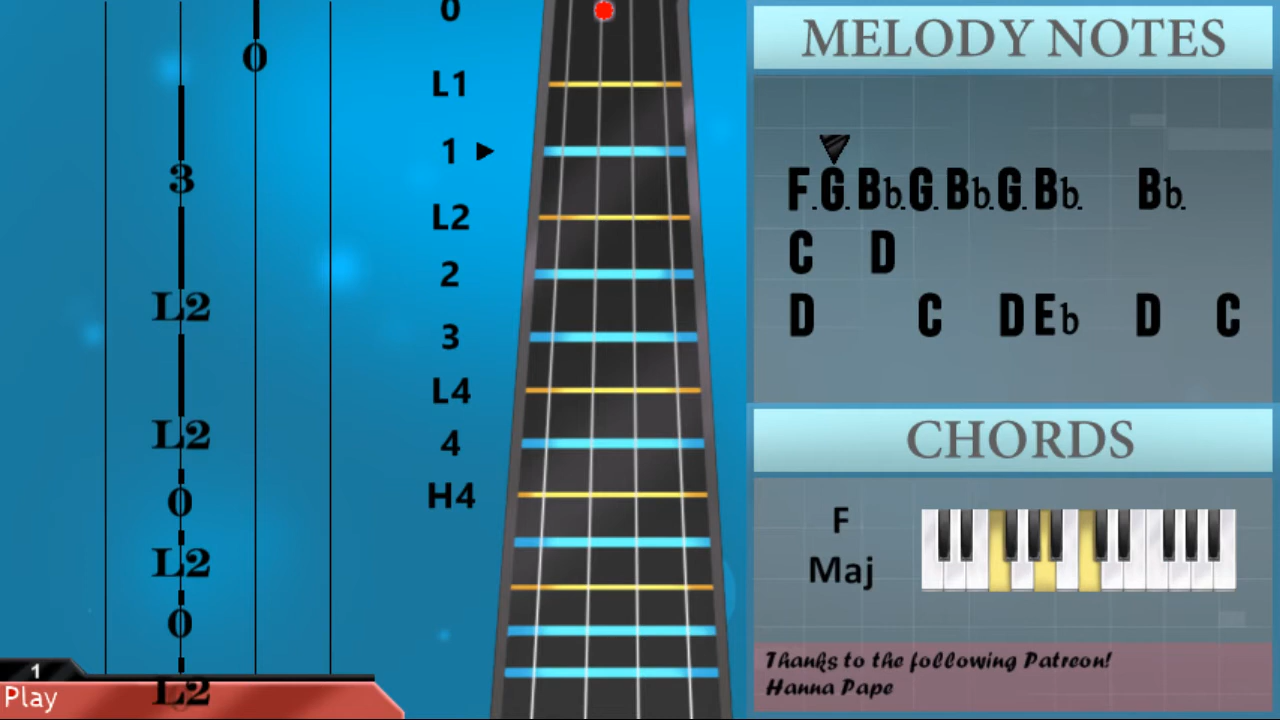 0
3
L2
L2
0
L2
0
L2
1
Play
0
L1
1
L2
2
3
L4
4
H4
MELODY NOTES
F.G.Bb.G.Bb.G.Bb. Bb.
C D
D C D Eb D C
CHORDS
F
Maj
Thanks to the following Patreon!
Hanna Pape